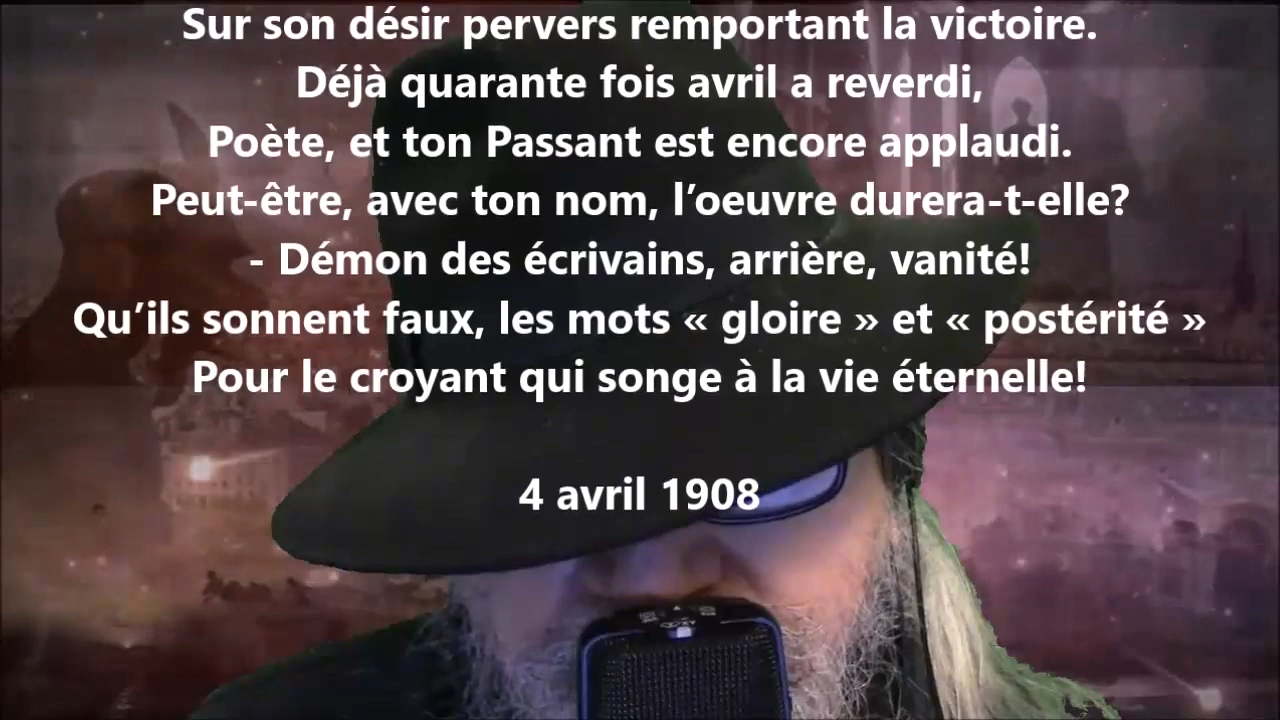 Sur son désir pervers remportant la victoire.
Déjà quarante fois avril a reverdi,
Poète, et ton Passant est encore applaudi.
Peut-être, avec ton nom, l’oeuvre durera-t-elle?
- Démon des écrivains, arrière, vanité!
Qu’ils sonnent faux, les mots « gloire » et « postérité »
Pour le croyant qui songe à la vie éternelle!
4 avril 1908